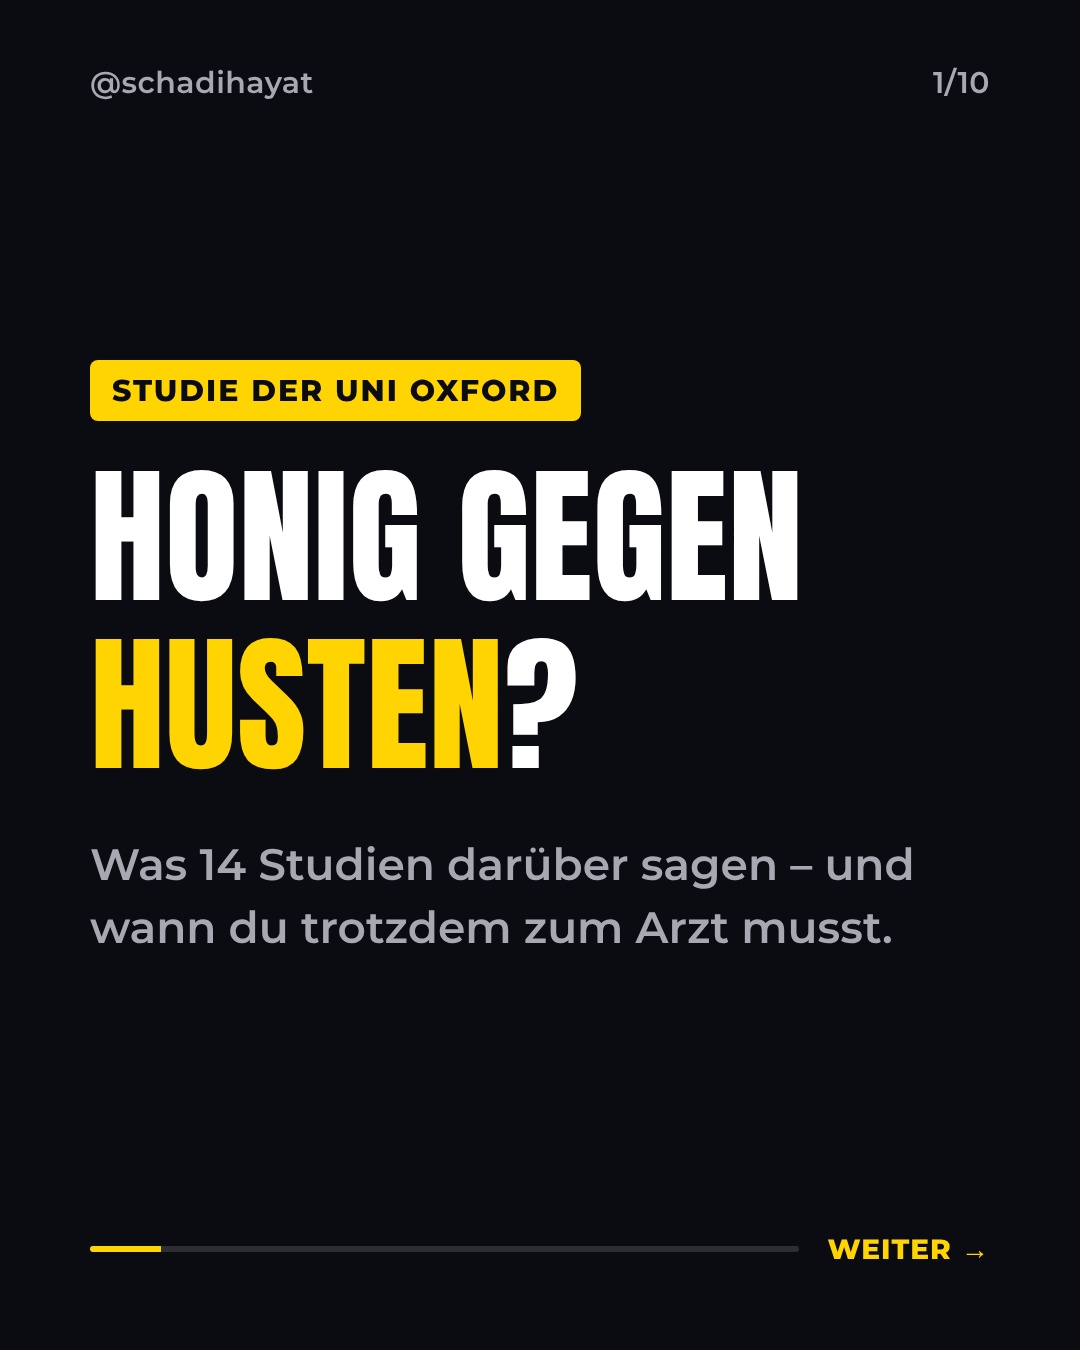 @schadihayat
1/10
STUDIE DER UNI OXFORD
HONIG GEGEN
HUSTEN?
Was 14 Studien darüber sagen – und
wann du trotzdem zum Arzt musst.
WEITER →